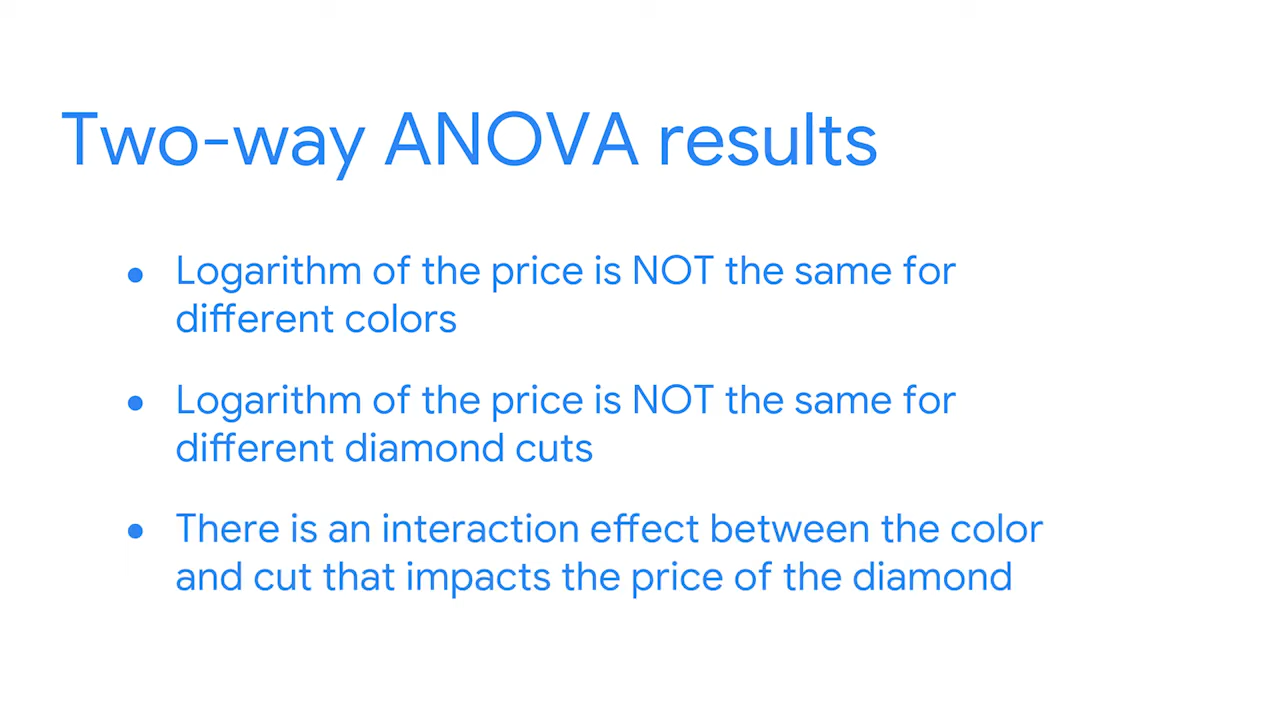 Two-way ANOVA results
● Logarithm of the price is NOT the same for
different colors
● Logarithm of the price is NOT the same for
different diamond cuts
● There is an interaction effect between the color
and cut that impacts the price of the diamond